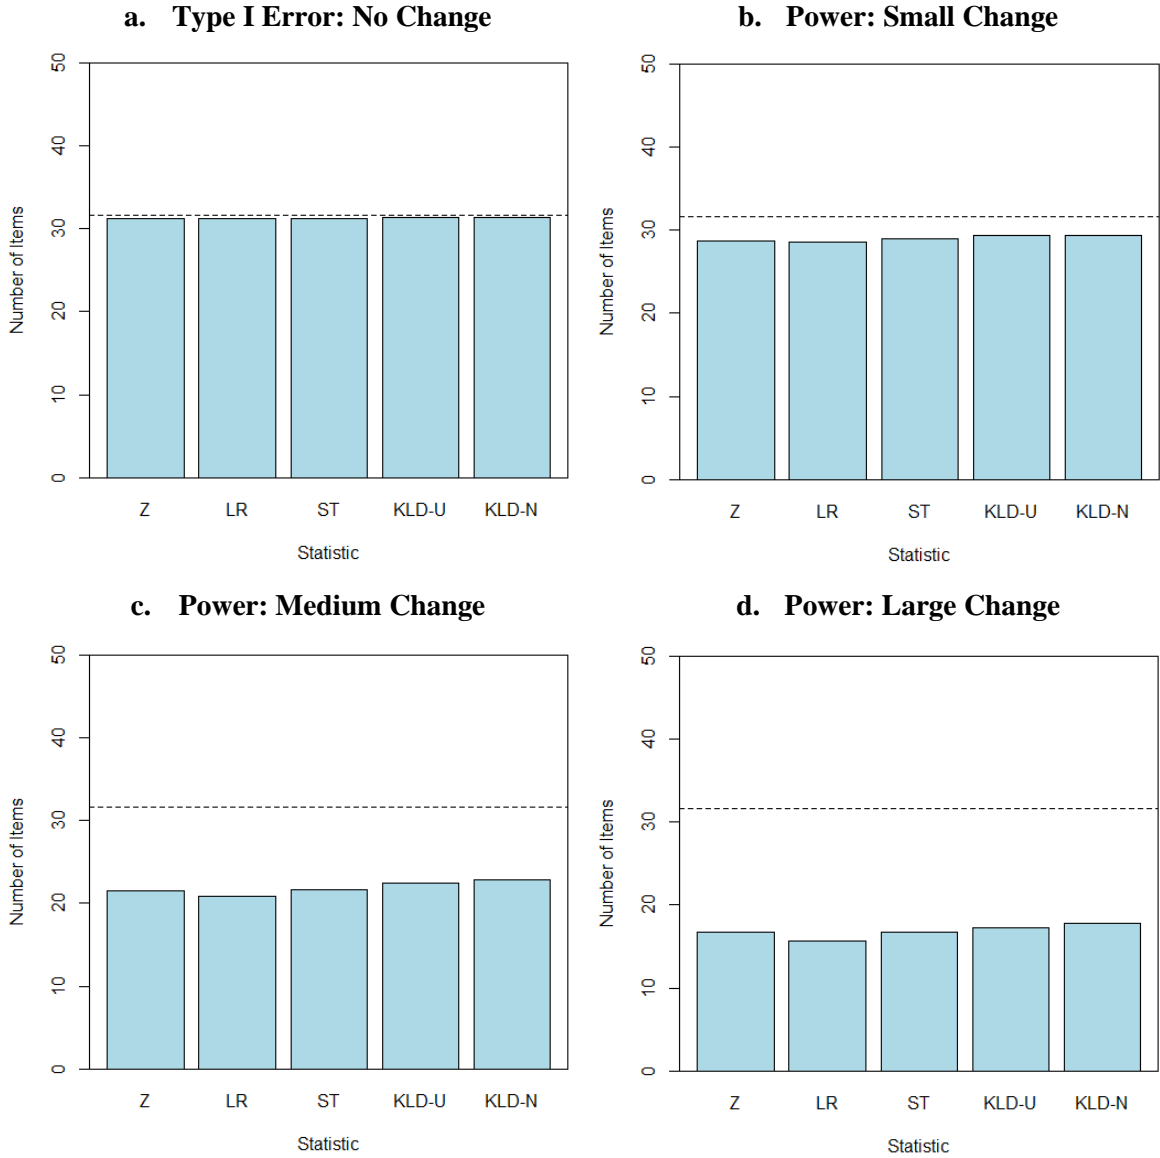 a. Type I Error: No Change
50
40
30
20
10
0
Number of Items
Z LR ST KLD-U KLD-N
Statistic
b. Power: Small Change
50
40
30
20
10
0
Number of Items
Z LR ST KLD-U KLD-N
Statistic
c. Power: Medium Change
50
40
30
20
10
0
Number of Items
Z LR ST KLD-U KLD-N
Statistic
d. Power: Large Change
50
40
30
20
10
0
Number of Items
Z LR ST KLD-U KLD-N
Statistic